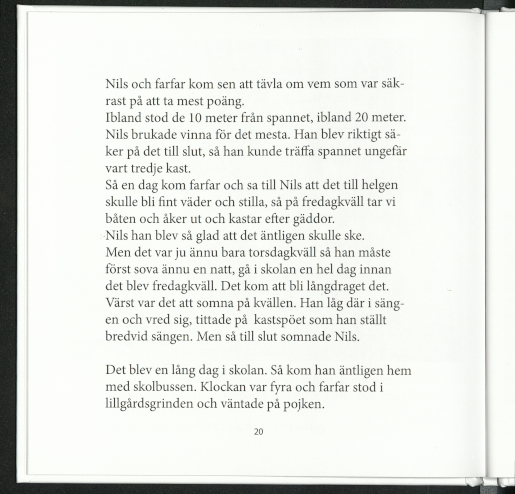 Nils och farfar kom sen att tävla om vem som var säk-
rast på att ta mest poäng.
Ibland stod de 10 meter från spannet, ibland 20 meter.
Nils brukade vinna för det mesta. Han blev riktigt sä-
ker på det till slut, så han kunde träffa spannet ungefär
vart tredje kast.
Så en dag kom farfar och sa till Nils att det till helgen
skulle bli fint väder och stilla, så på fredagkväll tar vi
båten och åker ut och kastar efter gäddor.
Nils han blev så glad att det äntligen skulle ske.
Men det var ju ännu bara torsdagkväll så han måste
först sova ännu en natt, gå i skolan en hel dag innan
det blev fredagkväll. Det kom att bli långdraget det.
Värst var det att somna på kvällen. Han låg där i säng-
en och vred sig, tittade på kastspöet som han ställt
bredvid sängen. Men så till slut somnade Nils.
Det blev en lång dag i skolan. Så kom han äntligen hem
med skolbussen. Klockan var fyra och farfar stod i
lillgårdsgrinden och väntade på pojken.
20